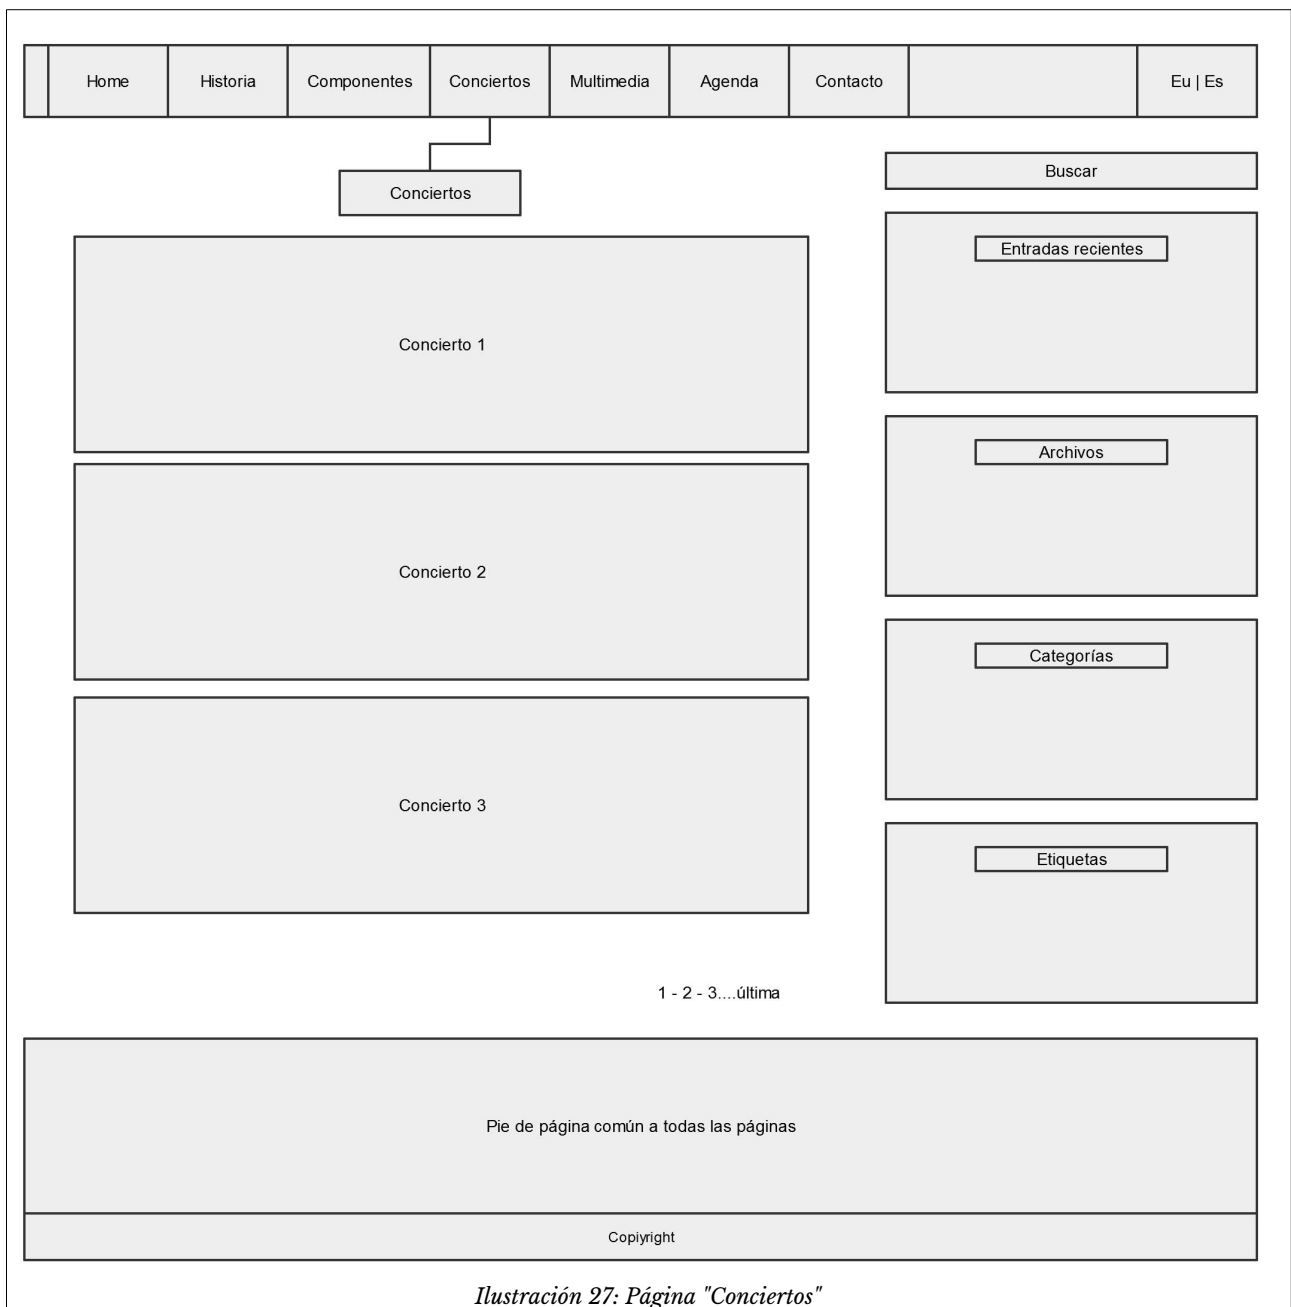 Home
Historia
Componentes
Conciertos
Multimedia
Agenda
Contacto
Eu | Es
Conciertos
Concierto 1
Concierto 2
Concierto 3
1 - 2 - 3....última
Buscar
Entradas recientes
Archivos
Categorías
Etiquetas
Pie de página común a todas las páginas
Copiyright
Ilustración 27: Página "Conciertos"